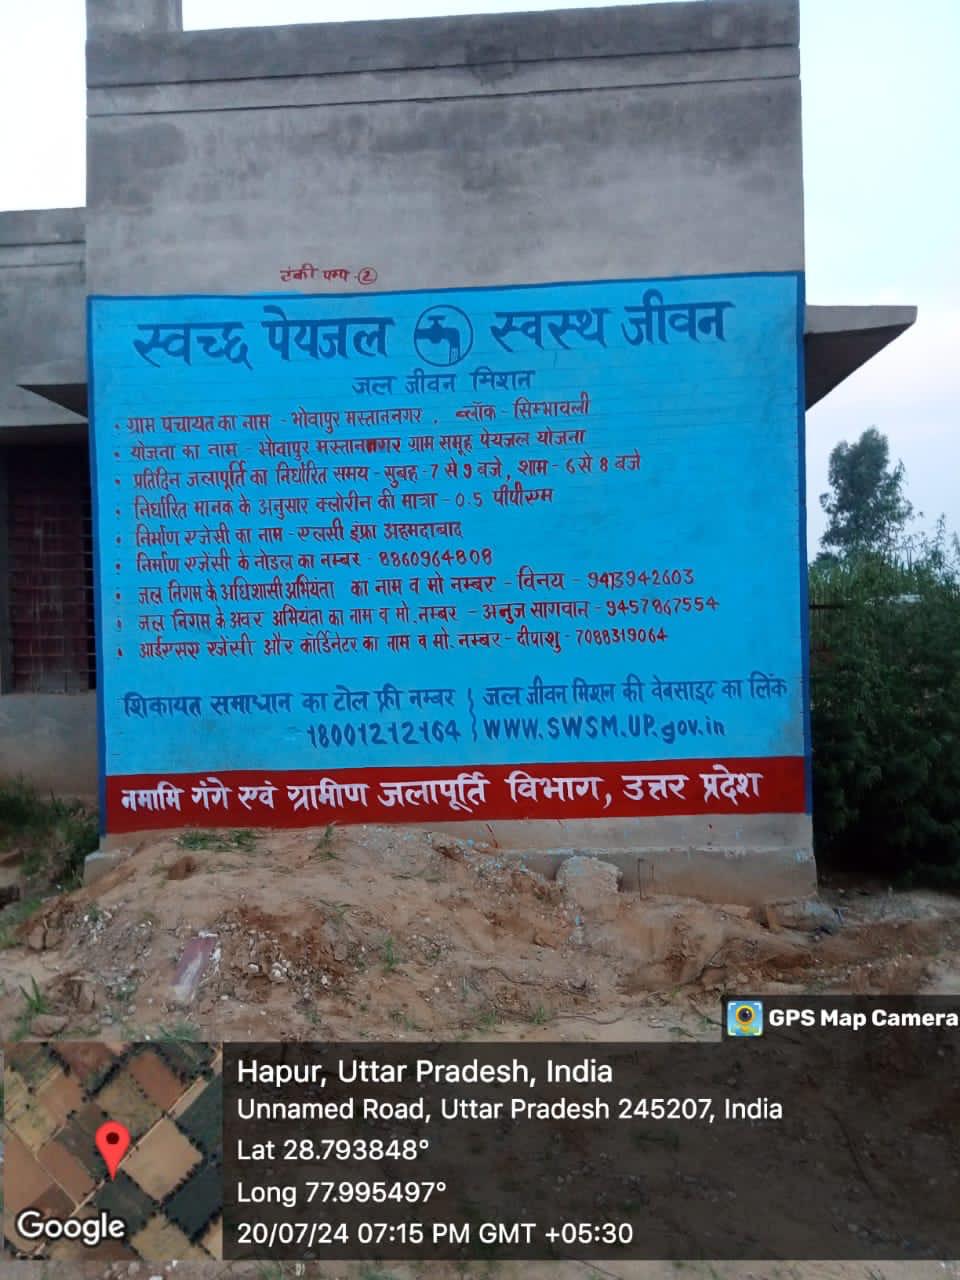 टंकी पम्प -②
स्वच्छ पेयजल स्वस्थ जीवन
जल जीवन मिशन
• ग्राम पंचायत का नाम - भोवापुर मस्ताननगर . ब्लॉक - सिम्भावली
• योजना का नाम - भोवापुर मस्ताननगर ग्राम समूह पेयजल योजना
• प्रतिदिन जलापूर्ति का निर्धारित समय - सुबह - 7 से 9 बजे, शाम - 6 से 8 बजे
• निर्धारित मानक के अनुसार क्लोरीन की मात्रा - 0.5 पीपीएम
• निर्माण एजेसी का नाम - एलसी इंफ्रा अहमदाबाद
• निर्माण एजेंसी के नोडल का नम्बर - 8860964808
• जल निगम के अधिशासी अभियंता का नाम व मो नम्बर - विनय - 9413942603
• जल निगम के अवर अभियंता का नाम व मो. नम्बर - अनुज सागवान - 9457867554
• आईएसए एजेंसी और कॉर्डिनेटर का नाम व मो. नम्बर - दीपाशु - 7088319064
शिकायत समाधान का टोल फ्री नम्बर जल जीवन मिशन की वेबसाइट का लिंक
18001212164 WWW.SWSM.UP.gov.in
नमामि गंगे एवं ग्रामीण जलापूर्ति विभाग, उत्तर प्रदेश
GPS Map Camera
Hapur, Uttar Pradesh, India
Unnamed Road, Uttar Pradesh 245207, India
Lat 28.793848°
Long 77.995497°
20/07/24 07:15 PM GMT +05:30
Google